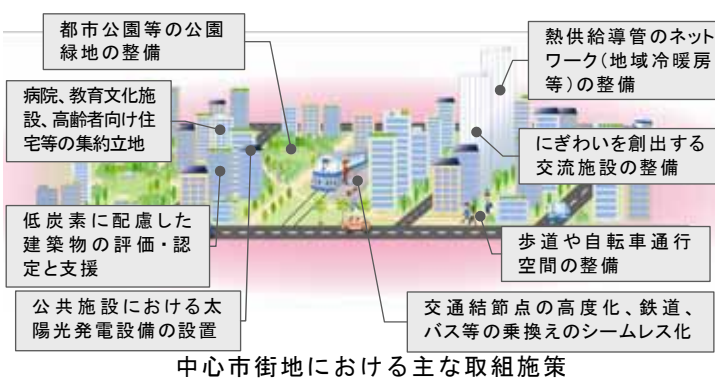 都市公園等の公園
緑地の整備
病院、教育文化施
設、高齢者向け住
宅等の集約立地
低炭素に配慮した
建築物の評価・認
定と支援
公共施設における太
陽光発電設備の設置
熱供給導管のネット
ワーク(地域冷暖房
等)の整備
にぎわいを創出する
交流施設の整備
歩道や自転車通行
空間の整備
交通結節点の高度化、鉄道、
バス等の乗換えのシームレス化
中心市街地における主な取組施策